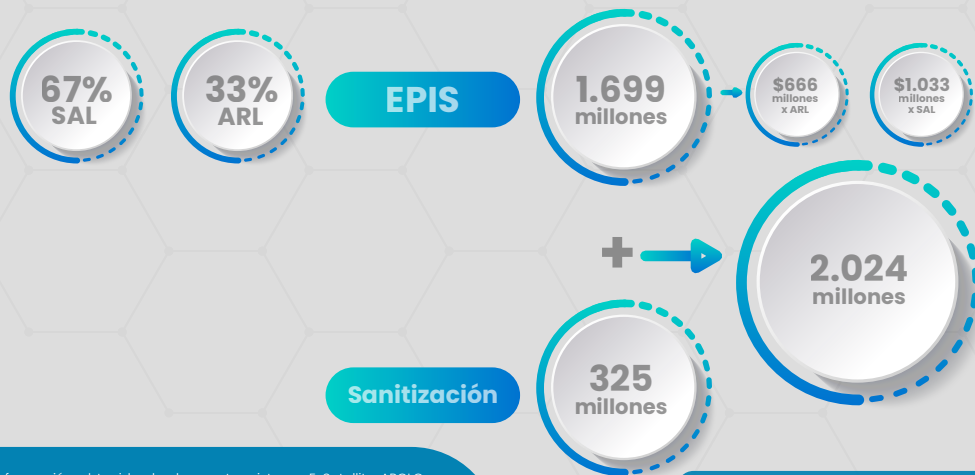 67%
SAL
33%
ARL
EPIS
1.699
millones
$666
millones
x ARL
$1.033
millones
x SAL
+
2.024
millones
Sanitización
325
millones